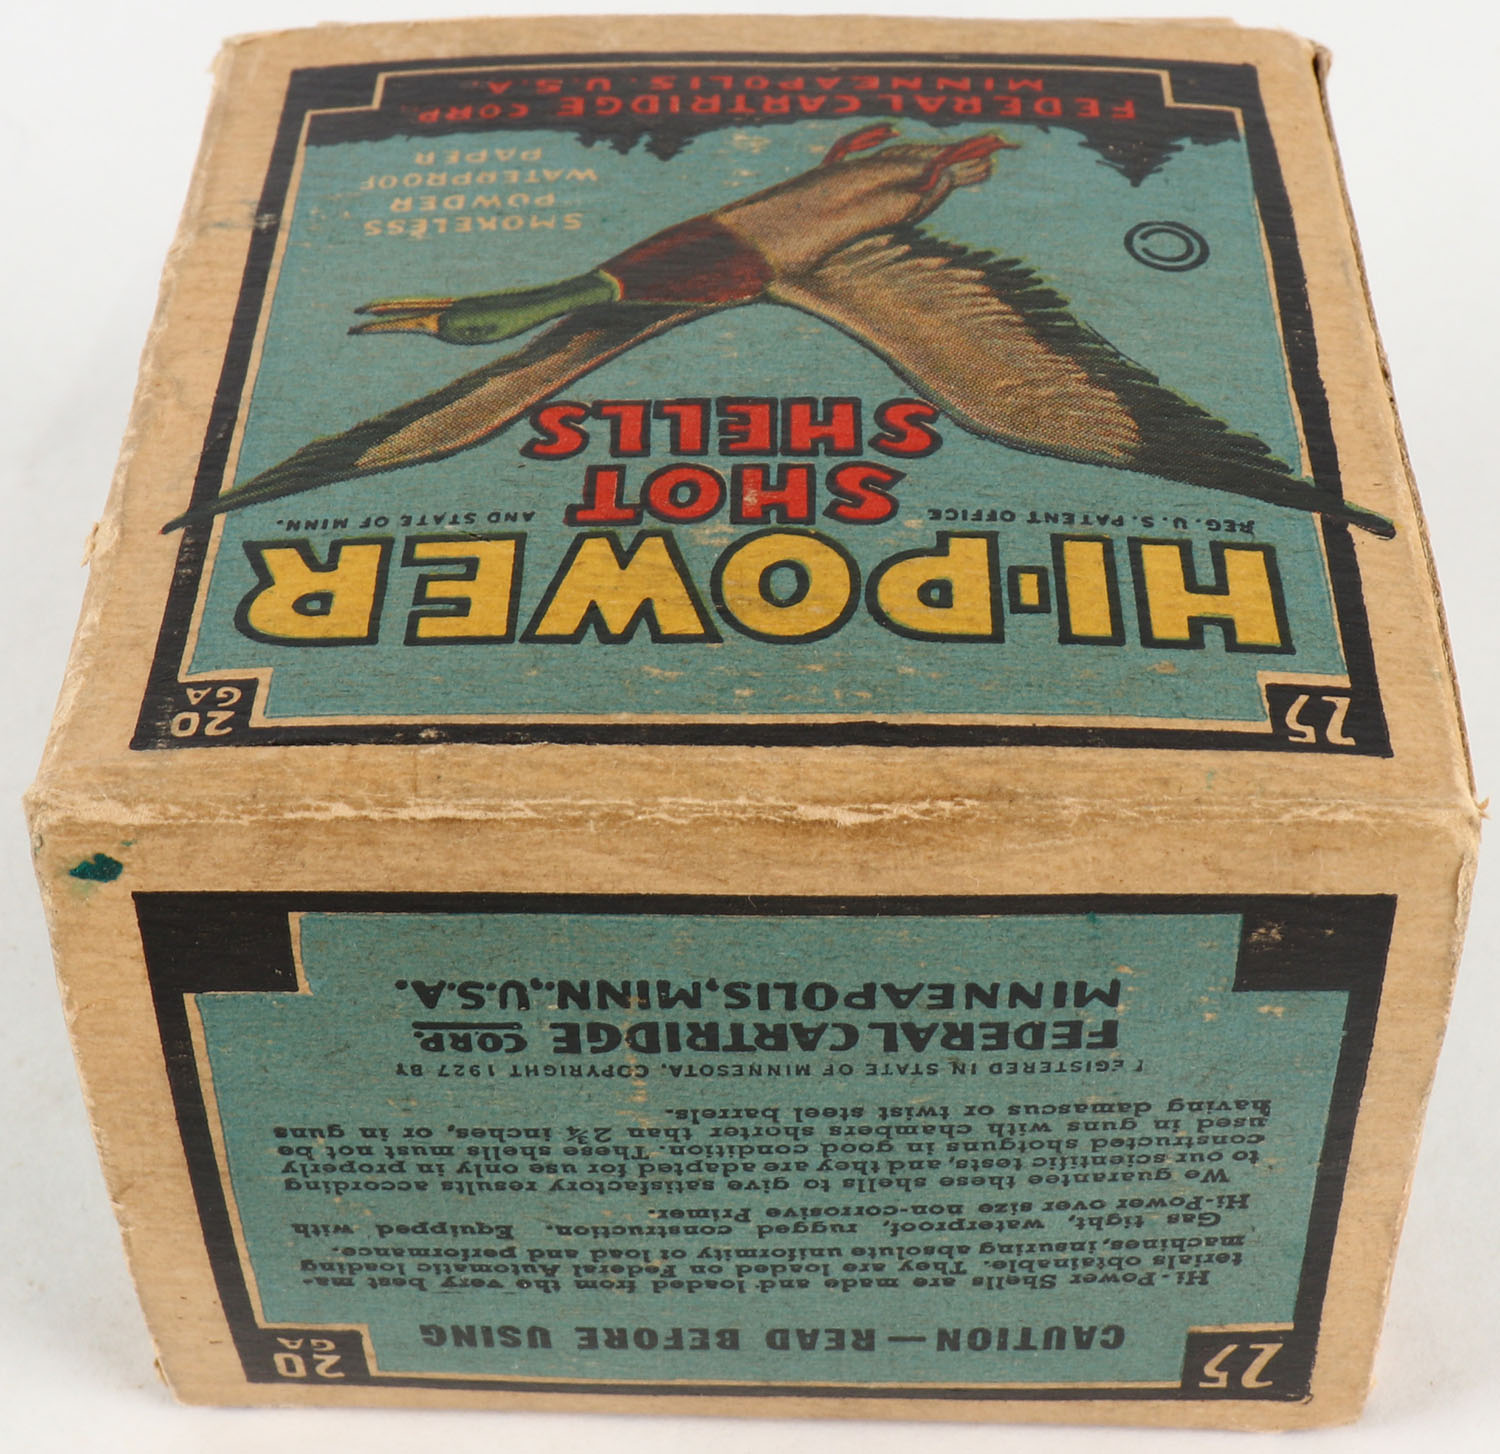 25
20
GA
HI-POWER
REG. U.S. PATENT OFFICE
AND STATE OF MINN.
SHOT
SHELLS
SMOKELESS
POWDER
WATERPROOF
PAPER
FEDERAL CARTRIDGE CORP.
MINNEAPOLIS. U.S.A.
25
20
GA
CAUTION—READ BEFORE USING
Hi-Power Shells are made and loaded from the very best ma-
terials obtainable. They are loaded on Federal Automatic loading
machines, insuring absolute uniformity of load and performance.
Gas tight, waterproof, rugged construction. Equipped with
Hi-Power over size non-corrosive Primer.
We guarantee these shells to give satisfactory results according
to our scientific tests, and they are adapted for use only in properly
constructed shotguns in good condition. These shells must not be
used in guns with chambers shorter than 2¾ inches, or in guns
having damascus or twist steel barrels.
REGISTERED IN STATE OF MINNESOTA. COPYRIGHT 1927 BY
FEDERAL CARTRIDGE CORP.
MINNEAPOLIS, MINN., U.S.A.